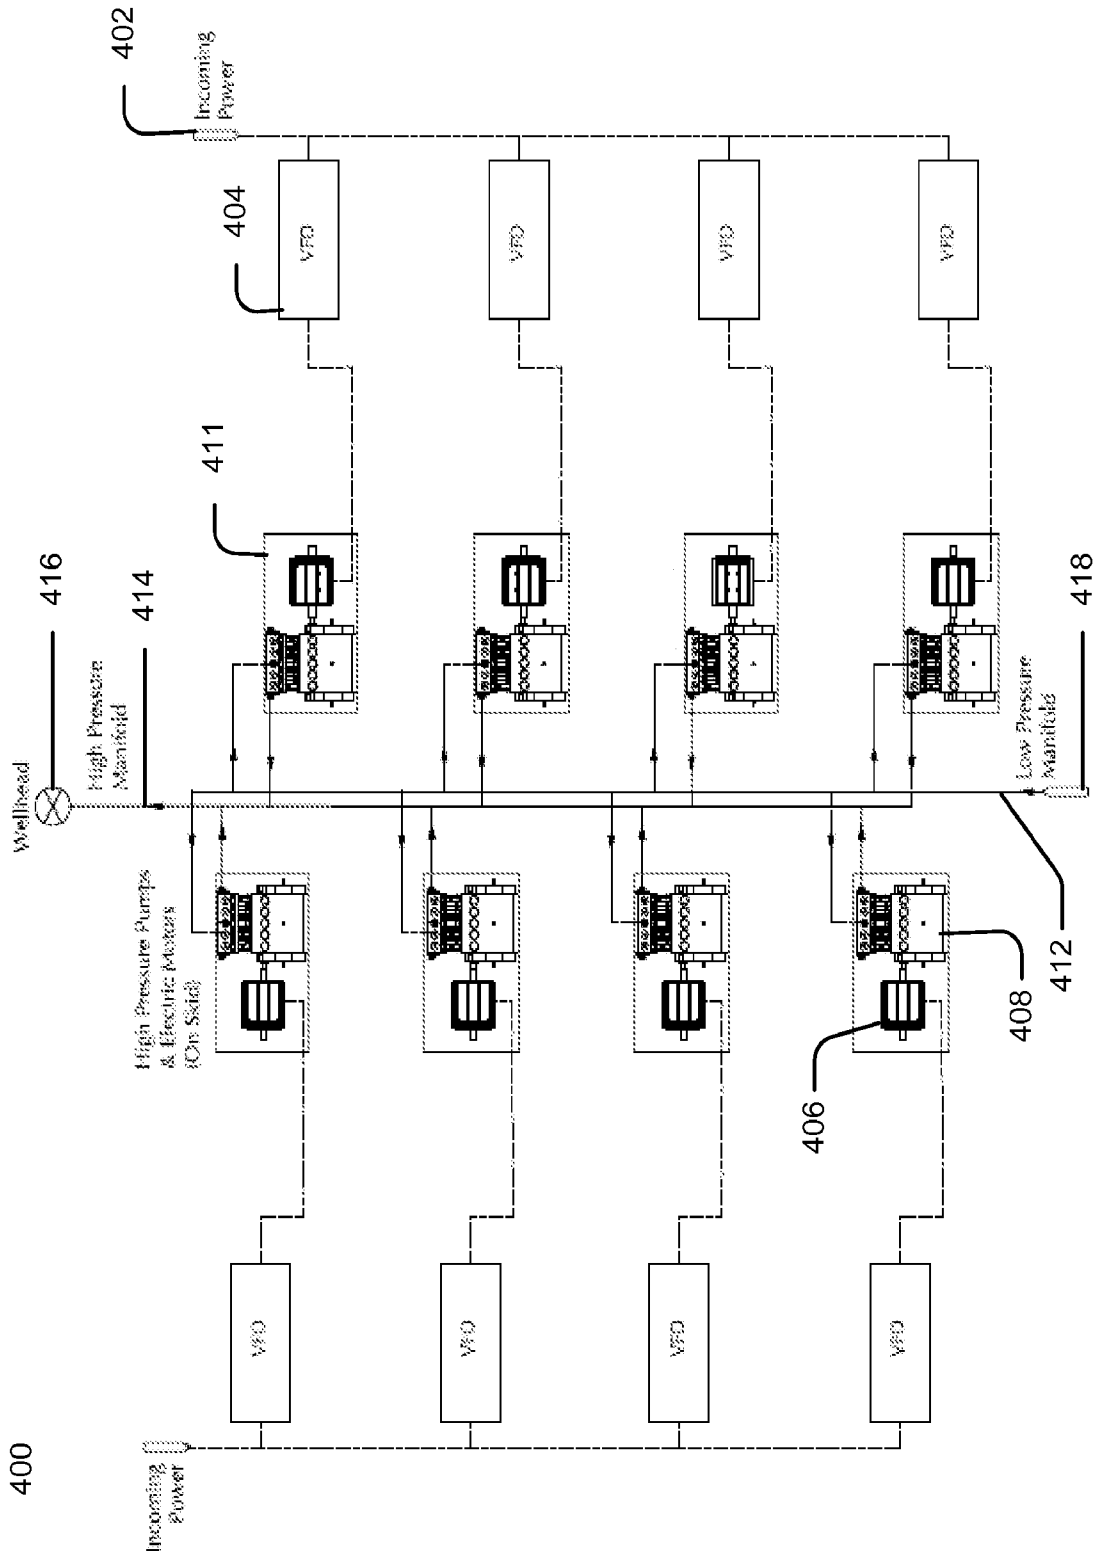 400
Incoming
Power
VFD
VFD
VFD
VFD
High Pressure Pumps
& Electric Motors
(On Skid)
406
408
412
Wellhead
High Pressure
Manifold
416
414
Low Pressure
Manifold
418
411
404
VFD
VFD
VFD
VFD
Incoming
Power
402